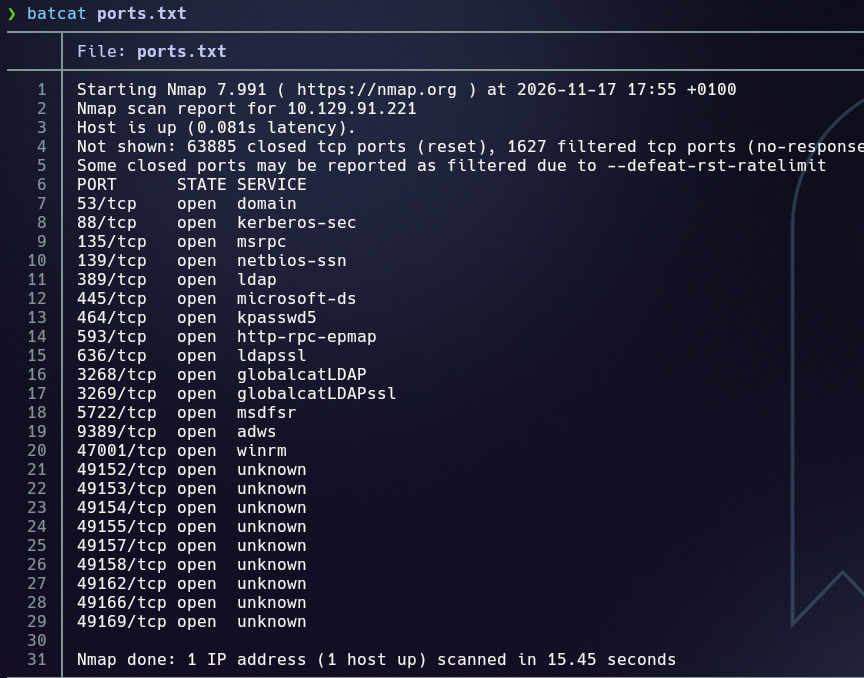 ❯ batcat ports.txt
File: ports.txt
1 Starting Nmap 7.991 ( https://nmap.org ) at 2026-11-17 17:55 +0100
2 Nmap scan report for 10.129.91.221
3 Host is up (0.081s latency).
4 Not shown: 63885 closed tcp ports (reset), 1627 filtered tcp ports (no-response
5 Some closed ports may be reported as filtered due to --defeat-rst-ratelimit
6 PORT      STATE SERVICE
7 53/tcp    open  domain
8 88/tcp    open  kerberos-sec
9 135/tcp   open  msrpc
10 139/tcp   open  netbios-ssn
11 389/tcp   open  ldap
12 445/tcp   open  microsoft-ds
13 464/tcp   open  kpasswd5
14 593/tcp   open  http-rpc-epmap
15 636/tcp   open  ldapssl
16 3268/tcp  open  globalcatLDAP
17 3269/tcp  open  globalcatLDAPssl
18 5722/tcp  open  msdfsr
19 9389/tcp  open  adws
20 47001/tcp open  winrm
21 49152/tcp open  unknown
22 49153/tcp open  unknown
23 49154/tcp open  unknown
24 49155/tcp open  unknown
25 49157/tcp open  unknown
26 49158/tcp open  unknown
27 49162/tcp open  unknown
28 49166/tcp open  unknown
29 49169/tcp open  unknown
30
31 Nmap done: 1 IP address (1 host up) scanned in 15.45 seconds